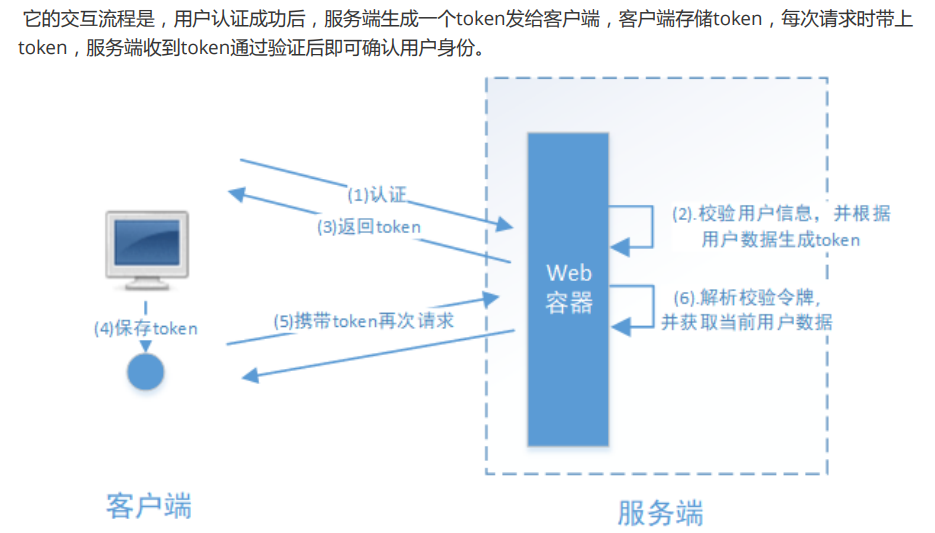 它的交互流程是，用户认证成功后，服务端生成一个token发给客户端，客户端存储token，每次请求时带上
token，服务端收到token通过验证后即可确认用户身份。
(1)认证
(3)返回token
(2).校验用户信息，并根据
用户数据生成token
Web
容器
(6).解析校验令牌,
并获取当前用户数据
(4)保存token
(5)携带token再次请求
客户端
服务端